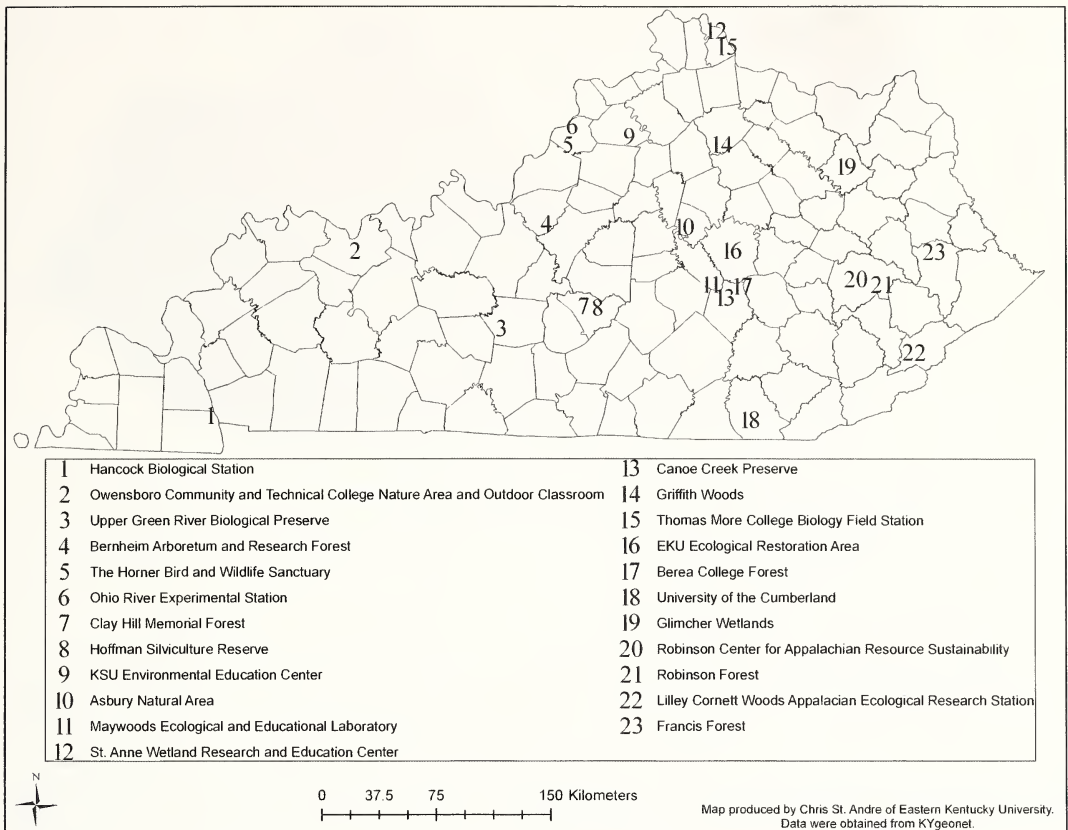 12
15
6
5
9
14
19
4
10
2
16
23
11
13
17
20
21
7
8
3
22
1
18
1 Hancock Biological Station
2 Owensboro Community and Technical College Nature Area and Outdoor Classroom
3 Upper Green River Biological Preserve
4 Bernheim Arboretum and Research Forest
5 The Horner Bird and Wildlife Sanctuary
6 Ohio River Experimental Station
7 Clay Hill Memorial Forest
8 Hoffman Silviculture Reserve
9 KSU Environmental Education Center
10 Asbury Natural Area
11 Maywoods Ecological and Educational Laboratory
12 St. Anne Wetland Research and Education Center
13 Canoe Creek Preserve
14 Griffith Woods
15 Thomas More College Biology Field Station
16 EKU Ecological Restoration Area
17 Berea College Forest
18 University of the Cumberland
19 Glimcher Wetlands
20 Robinson Center for Appalachian Resource Sustainability
21 Robinson Forest
22 Lilley Cornett Woods Appalacian Ecological Research Station
23 Francis Forest
N
0 37.5 75 150 Kilometers
Map produced by Chris St. Andre of Eastern Kentucky University.
Data were obtained from KYgeonet.